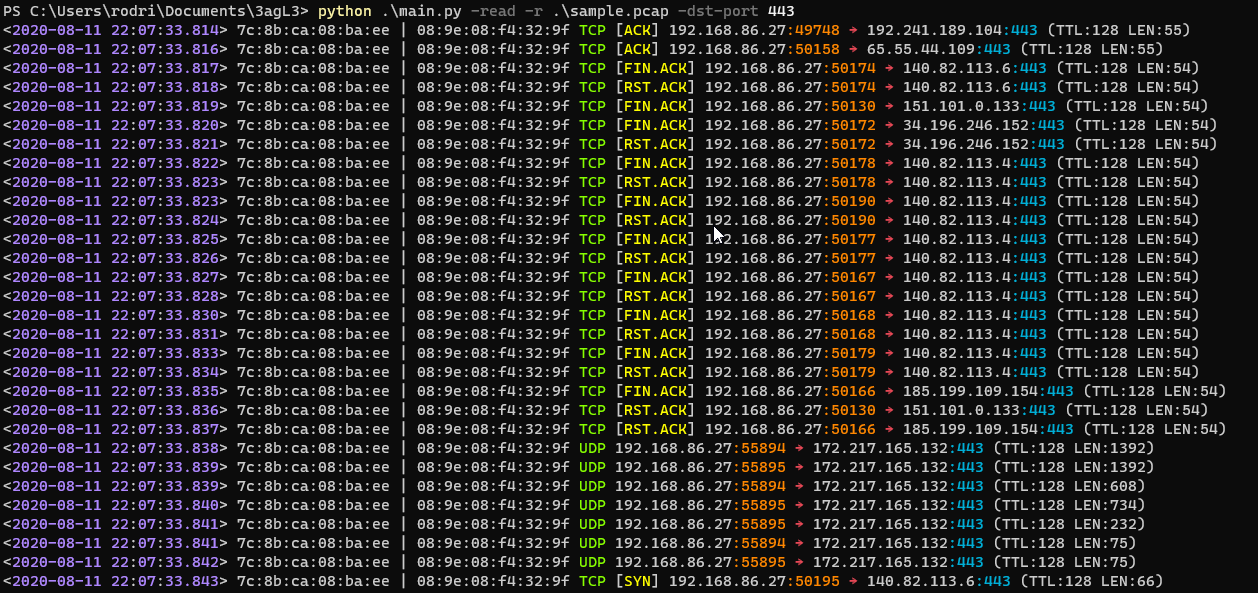 PS C:\Users\rodri\Documents\3agL3> python .\main.py -read -r .\sample.pcap -dst-port 443
<2020-08-11 22:07:33.814> 7c:8b:ca:08:ba:ee | 08:9e:08:f4:32:9f TCP [ACK] 192.168.86.27:49748 → 192.241.189.104:443 (TTL:128 LEN:55)
<2020-08-11 22:07:33.816> 7c:8b:ca:08:ba:ee | 08:9e:08:f4:32:9f TCP [ACK] 192.168.86.27:50158 → 65.55.44.109:443 (TTL:128 LEN:55)
<2020-08-11 22:07:33.817> 7c:8b:ca:08:ba:ee | 08:9e:08:f4:32:9f TCP [FIN.ACK] 192.168.86.27:50174 → 140.82.113.6:443 (TTL:128 LEN:54)
<2020-08-11 22:07:33.818> 7c:8b:ca:08:ba:ee | 08:9e:08:f4:32:9f TCP [RST.ACK] 192.168.86.27:50174 → 140.82.113.6:443 (TTL:128 LEN:54)
<2020-08-11 22:07:33.819> 7c:8b:ca:08:ba:ee | 08:9e:08:f4:32:9f TCP [FIN.ACK] 192.168.86.27:50130 → 151.101.0.133:443 (TTL:128 LEN:54)
<2020-08-11 22:07:33.820> 7c:8b:ca:08:ba:ee | 08:9e:08:f4:32:9f TCP [FIN.ACK] 192.168.86.27:50172 → 34.196.246.152:443 (TTL:128 LEN:54)
<2020-08-11 22:07:33.821> 7c:8b:ca:08:ba:ee | 08:9e:08:f4:32:9f TCP [RST.ACK] 192.168.86.27:50172 → 34.196.246.152:443 (TTL:128 LEN:54)
<2020-08-11 22:07:33.822> 7c:8b:ca:08:ba:ee | 08:9e:08:f4:32:9f TCP [FIN.ACK] 192.168.86.27:50178 → 140.82.113.4:443 (TTL:128 LEN:54)
<2020-08-11 22:07:33.823> 7c:8b:ca:08:ba:ee | 08:9e:08:f4:32:9f TCP [RST.ACK] 192.168.86.27:50178 → 140.82.113.4:443 (TTL:128 LEN:54)
<2020-08-11 22:07:33.823> 7c:8b:ca:08:ba:ee | 08:9e:08:f4:32:9f TCP [FIN.ACK] 192.168.86.27:50190 → 140.82.113.4:443 (TTL:128 LEN:54)
<2020-08-11 22:07:33.824> 7c:8b:ca:08:ba:ee | 08:9e:08:f4:32:9f TCP [RST.ACK] 192.168.86.27:50190 → 140.82.113.4:443 (TTL:128 LEN:54)
<2020-08-11 22:07:33.825> 7c:8b:ca:08:ba:ee | 08:9e:08:f4:32:9f TCP [FIN.ACK] 192.168.86.27:50177 → 140.82.113.4:443 (TTL:128 LEN:54)
<2020-08-11 22:07:33.826> 7c:8b:ca:08:ba:ee | 08:9e:08:f4:32:9f TCP [RST.ACK] 192.168.86.27:50177 → 140.82.113.4:443 (TTL:128 LEN:54)
<2020-08-11 22:07:33.827> 7c:8b:ca:08:ba:ee | 08:9e:08:f4:32:9f TCP [FIN.ACK] 192.168.86.27:50167 → 140.82.113.4:443 (TTL:128 LEN:54)
<2020-08-11 22:07:33.828> 7c:8b:ca:08:ba:ee | 08:9e:08:f4:32:9f TCP [RST.ACK] 192.168.86.27:50167 → 140.82.113.4:443 (TTL:128 LEN:54)
<2020-08-11 22:07:33.830> 7c:8b:ca:08:ba:ee | 08:9e:08:f4:32:9f TCP [FIN.ACK] 192.168.86.27:50168 → 140.82.113.4:443 (TTL:128 LEN:54)
<2020-08-11 22:07:33.831> 7c:8b:ca:08:ba:ee | 08:9e:08:f4:32:9f TCP [RST.ACK] 192.168.86.27:50168 → 140.82.113.4:443 (TTL:128 LEN:54)
<2020-08-11 22:07:33.833> 7c:8b:ca:08:ba:ee | 08:9e:08:f4:32:9f TCP [FIN.ACK] 192.168.86.27:50179 → 140.82.113.4:443 (TTL:128 LEN:54)
<2020-08-11 22:07:33.834> 7c:8b:ca:08:ba:ee | 08:9e:08:f4:32:9f TCP [RST.ACK] 192.168.86.27:50179 → 140.82.113.4:443 (TTL:128 LEN:54)
<2020-08-11 22:07:33.835> 7c:8b:ca:08:ba:ee | 08:9e:08:f4:32:9f TCP [FIN.ACK] 192.168.86.27:50166 → 185.199.109.154:443 (TTL:128 LEN:54)
<2020-08-11 22:07:33.836> 7c:8b:ca:08:ba:ee | 08:9e:08:f4:32:9f TCP [RST.ACK] 192.168.86.27:50130 → 151.101.0.133:443 (TTL:128 LEN:54)
<2020-08-11 22:07:33.837> 7c:8b:ca:08:ba:ee | 08:9e:08:f4:32:9f TCP [RST.ACK] 192.168.86.27:50166 → 185.199.109.154:443 (TTL:128 LEN:54)
<2020-08-11 22:07:33.838> 7c:8b:ca:08:ba:ee | 08:9e:08:f4:32:9f UDP 192.168.86.27:55894 → 172.217.165.132:443 (TTL:128 LEN:1392)
<2020-08-11 22:07:33.839> 7c:8b:ca:08:ba:ee | 08:9e:08:f4:32:9f UDP 192.168.86.27:55895 → 172.217.165.132:443 (TTL:128 LEN:1392)
<2020-08-11 22:07:33.839> 7c:8b:ca:08:ba:ee | 08:9e:08:f4:32:9f UDP 192.168.86.27:55894 → 172.217.165.132:443 (TTL:128 LEN:608)
<2020-08-11 22:07:33.840> 7c:8b:ca:08:ba:ee | 08:9e:08:f4:32:9f UDP 192.168.86.27:55895 → 172.217.165.132:443 (TTL:128 LEN:734)
<2020-08-11 22:07:33.841> 7c:8b:ca:08:ba:ee | 08:9e:08:f4:32:9f UDP 192.168.86.27:55895 → 172.217.165.132:443 (TTL:128 LEN:232)
<2020-08-11 22:07:33.841> 7c:8b:ca:08:ba:ee | 08:9e:08:f4:32:9f UDP 192.168.86.27:55894 → 172.217.165.132:443 (TTL:128 LEN:75)
<2020-08-11 22:07:33.842> 7c:8b:ca:08:ba:ee | 08:9e:08:f4:32:9f UDP 192.168.86.27:55895 → 172.217.165.132:443 (TTL:128 LEN:75)
<2020-08-11 22:07:33.843> 7c:8b:ca:08:ba:ee | 08:9e:08:f4:32:9f TCP [SYN] 192.168.86.27:50195 → 140.82.113.6:443 (TTL:128 LEN:66)